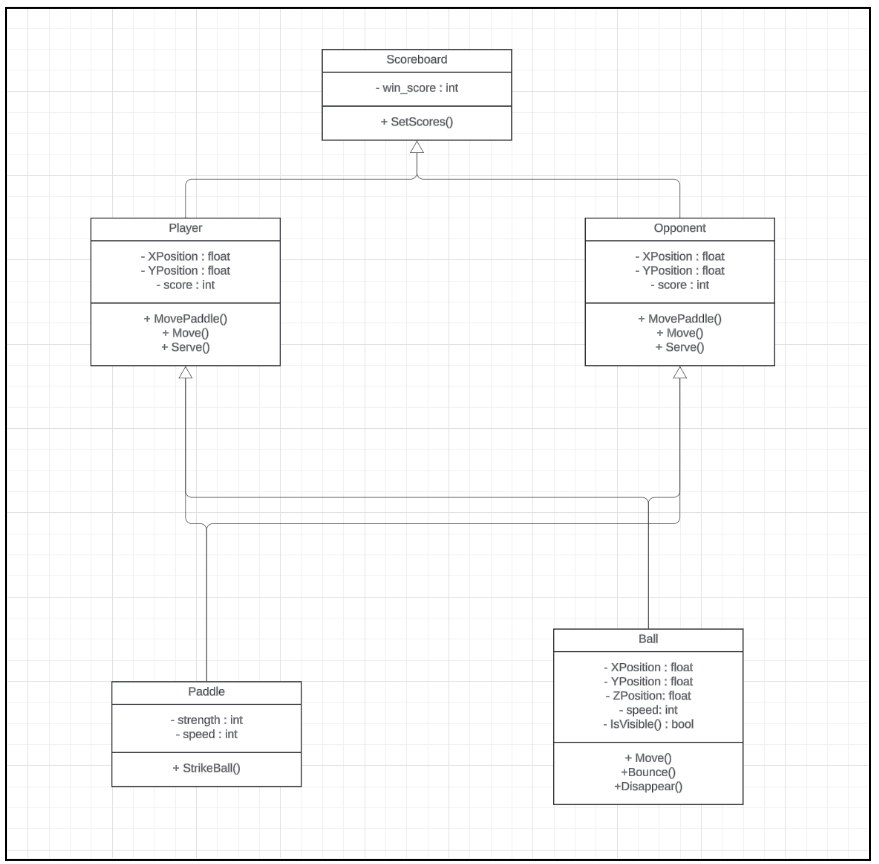 Scoreboard
- win_score : int
+ SetScores()
Player
- XPosition : float
- YPosition : float
- score : int
+ MovePaddle()
+ Move()
+ Serve()
Opponent
- XPosition : float
- YPosition : float
- score : int
+ MovePaddle()
+ Move()
+ Serve()
Paddle
- strength : int
- speed : int
+ StrikeBall()
Ball
- XPosition : float
- YPosition : float
- ZPosition: float
- speed: int
- IsVisible() : bool
+ Move()
+Bounce()
+Disappear()